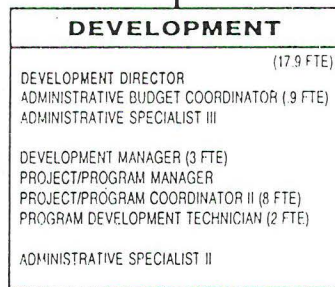 DEVELOPMENT
(17.9 FTE)
DEVELOPMENT DIRECTOR
ADMINISTRATIVE BUDGET COORDINATOR (.9 FTE)
ADMINISTRATIVE SPECIALIST III
DEVELOPMENT MANAGER (3 FTE)
PROJECT/PROGRAM MANAGER
PROJECT/PROGRAM COORDINATOR II (8 FTE)
PROGRAM DEVELOPMENT TECHNICIAN (2 FTE)
ADMINISTRATIVE SPECIALIST II